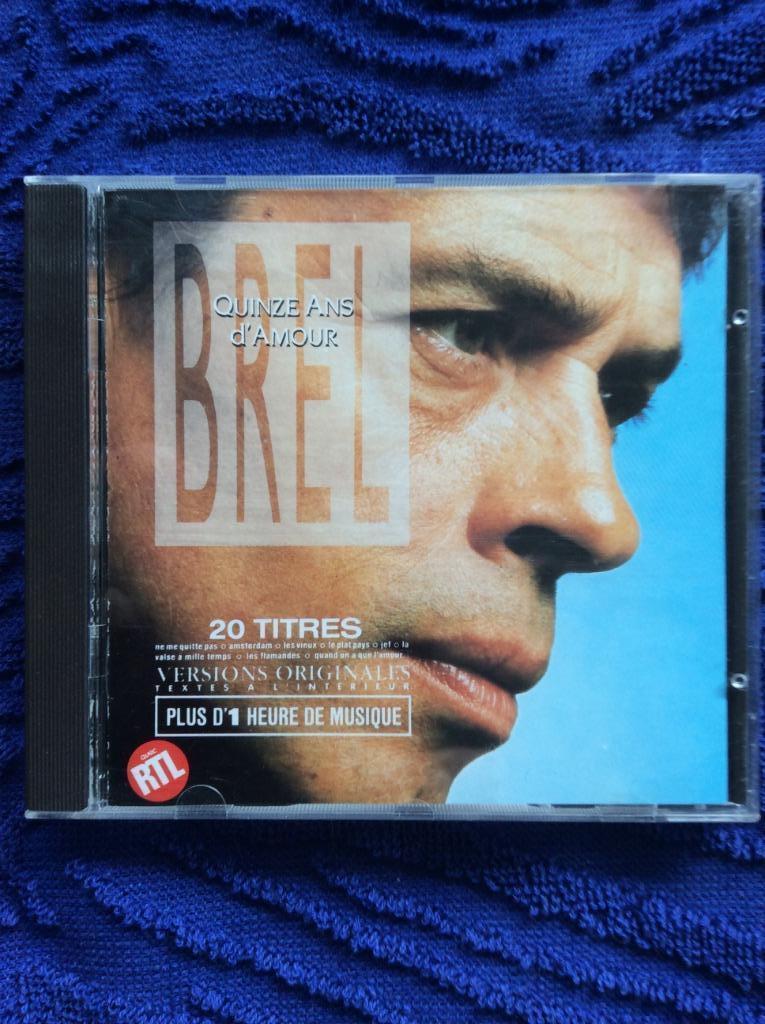 BREL
QUINZE ANS
d'AMOUR
20 TITRES
ne me quitte pas o amsterdam o les vieux o le plat pays o jef o la
valse a mille temps o les flamandes o quand on a que l'amour
VERSIONS ORIGINALES
TEXTES A L'INTERIEUR
PLUS D'1 HEURE DE MUSIQUE
avec
RTL